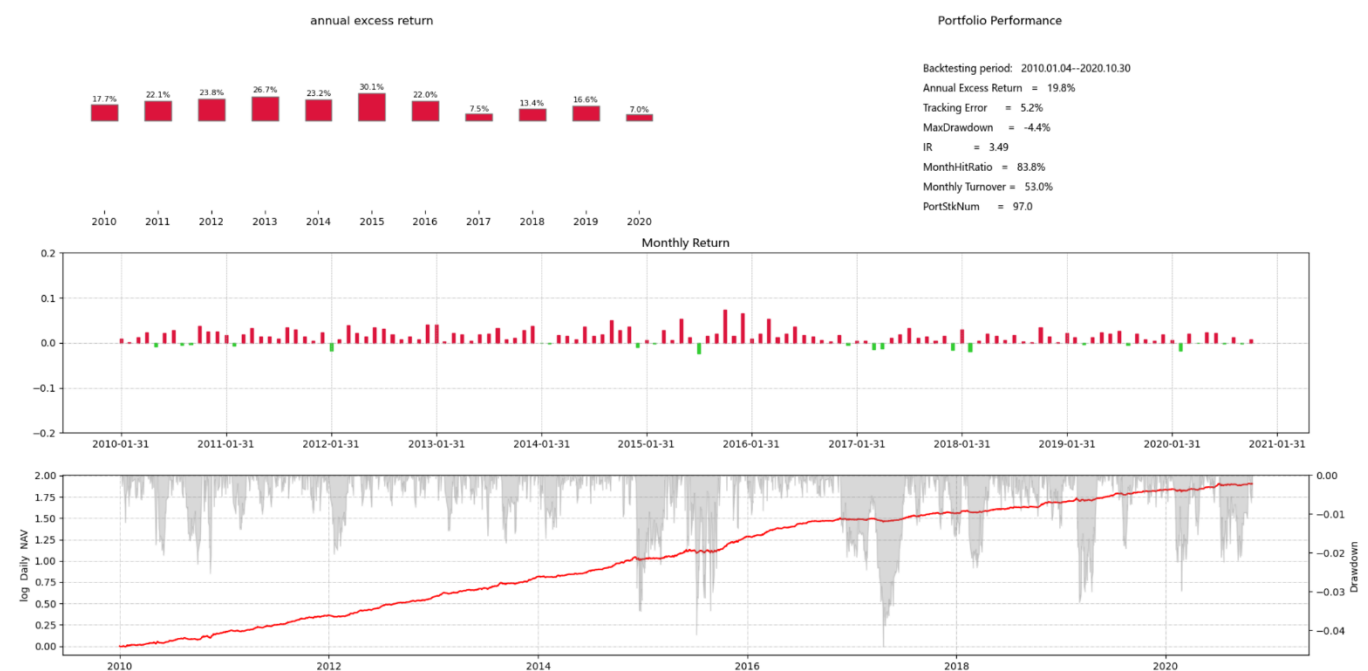 annual excess return
17.7% 22.1% 23.8% 26.7% 23.2% 30.1% 22.0% 7.5% 13.4% 16.6% 7.0%
2010 2011 2012 2013 2014 2015 2016 2017 2018 2019 2020
Portfolio Performance
Backtesting period: 2010.01.04--2020.10.30
Annual Excess Return = 19.8%
Tracking Error = 5.2%
MaxDrawdown = -4.4%
IR = 3.49
MonthHitRatio = 83.8%
Monthly Turnover = 53.0%
PortStkNum = 97.0
Monthly Return
0.2
0.1
0.0
−0.1
−0.2
2010-01-31 2011-01-31 2012-01-31 2013-01-31 2014-01-31 2015-01-31 2016-01-31 2017-01-31 2018-01-31 2019-01-31 2020-01-31 2021-01-31
log Daily NAV
2.00
1.75
1.50
1.25
1.00
0.75
0.50
0.25
0.00
0.00
−0.01
−0.02
−0.03
−0.04
Drawdown
2010 2012 2014 2016 2018 2020